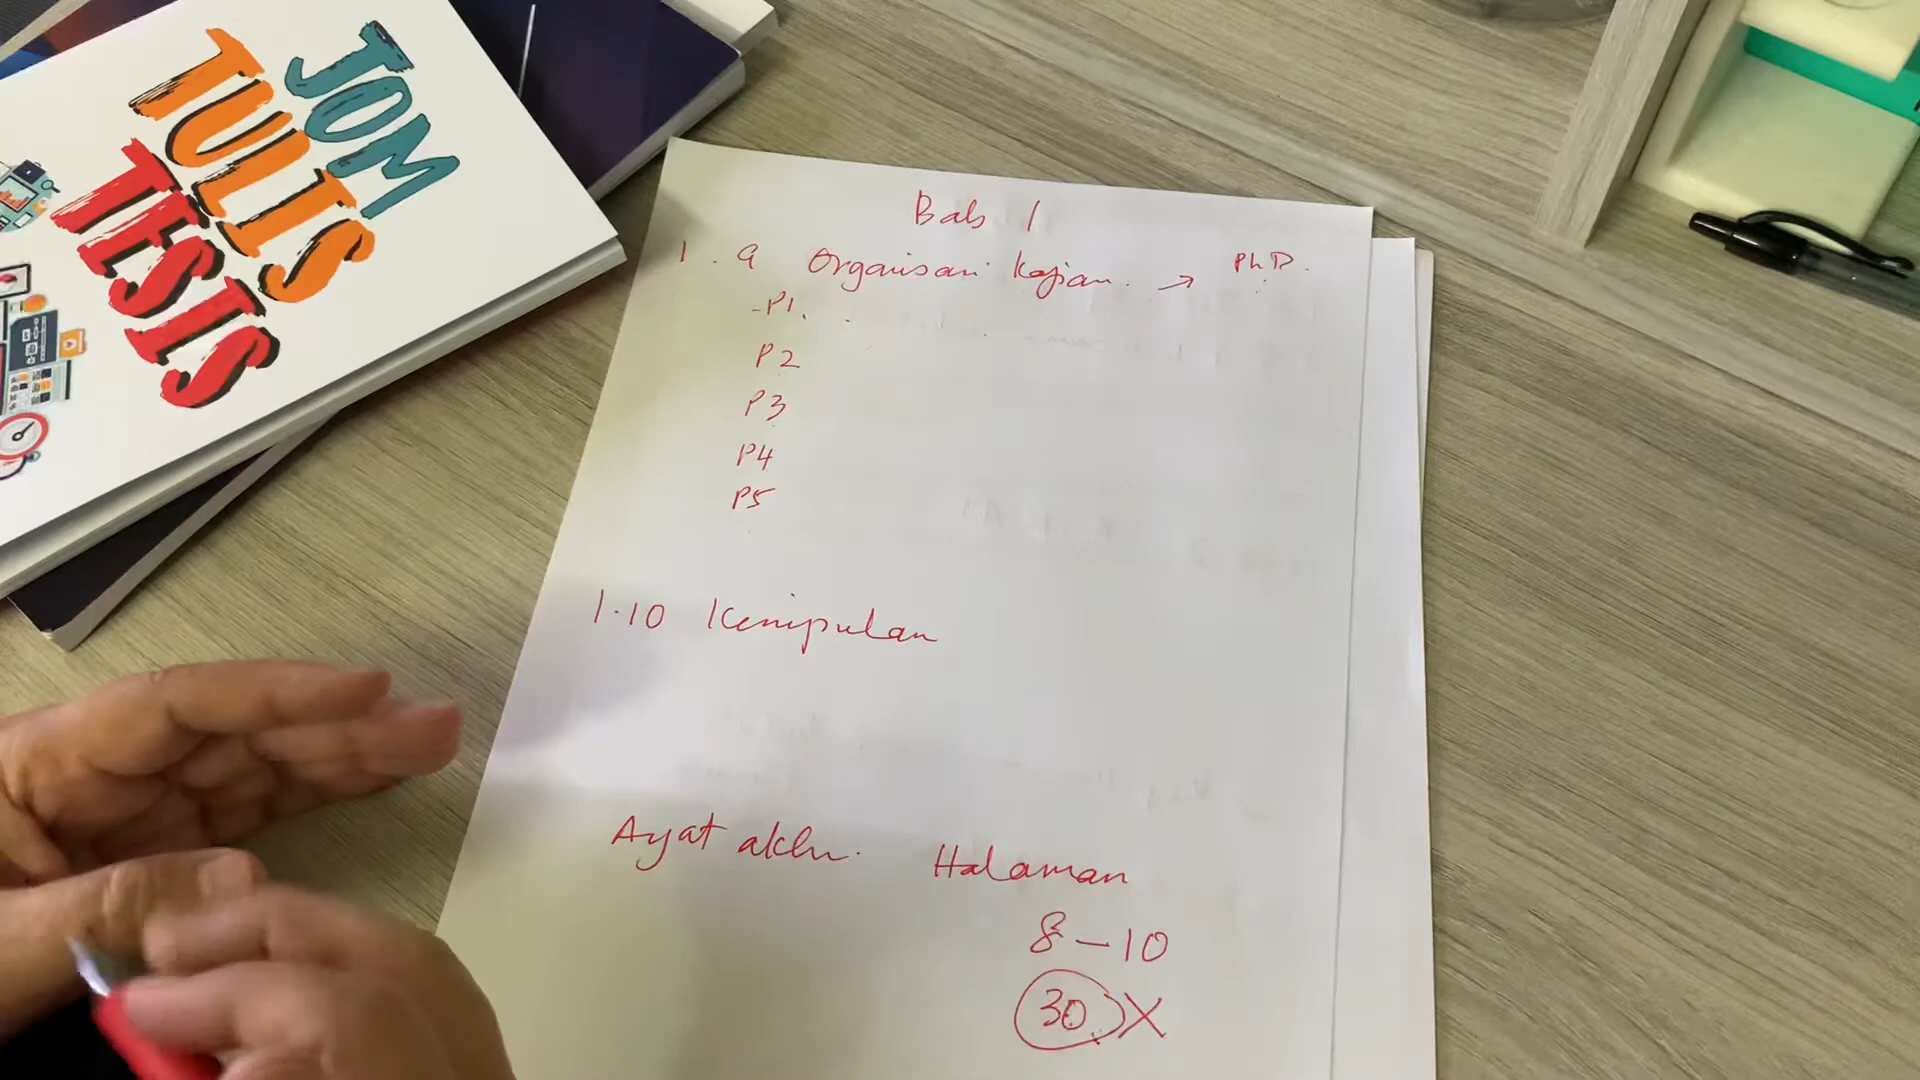 JOM
TULIS
TESIS
Bab 1
1.9 Organisasi Kajian. → PhD.
-P1.
P2
P3
P4
P5
1.10 Kesimpulan
Ayat akhir.
Halaman
8-10
30 X